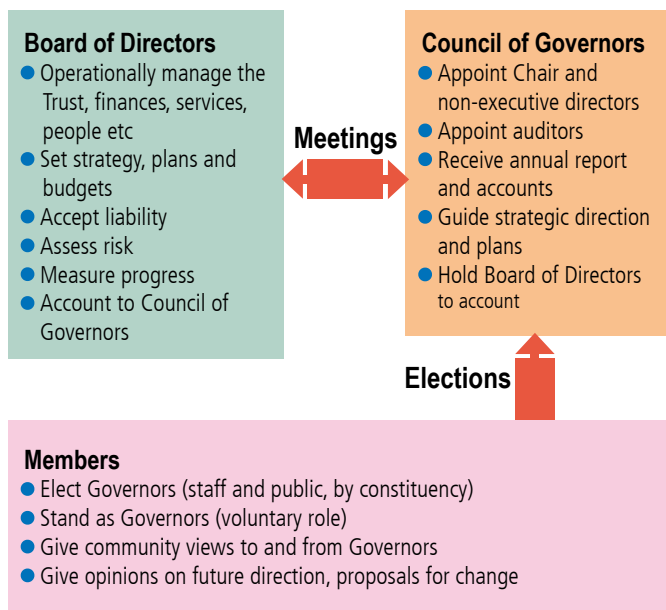 Board of Directors
● Operationally manage the
Trust, finances, services,
people etc
● Set strategy, plans and
budgets
● Accept liability
● Assess risk
● Measure progress
● Account to Council of
Governors
Meetings
Council of Governors
● Appoint Chair and
non-executive directors
● Appoint auditors
● Receive annual report
and accounts
● Guide strategic direction
and plans
● Hold Board of Directors
to account
Elections
Members
● Elect Governors (staff and public, by constituency)
● Stand as Governors (voluntary role)
● Give community views to and from Governors
● Give opinions on future direction, proposals for change